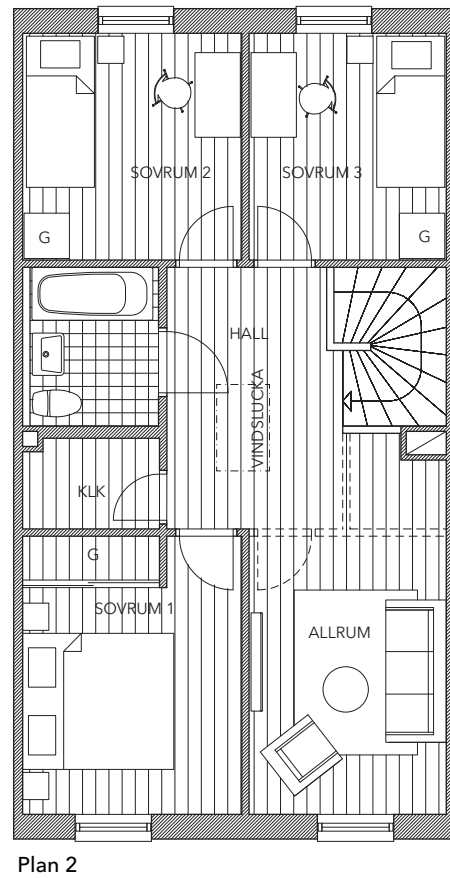 SOVRUM 2
SOVRUM 3
G
G
HALL
VINDSLUCKA
KLK
G
SOVRUM 1
ALLRUM
Plan 2